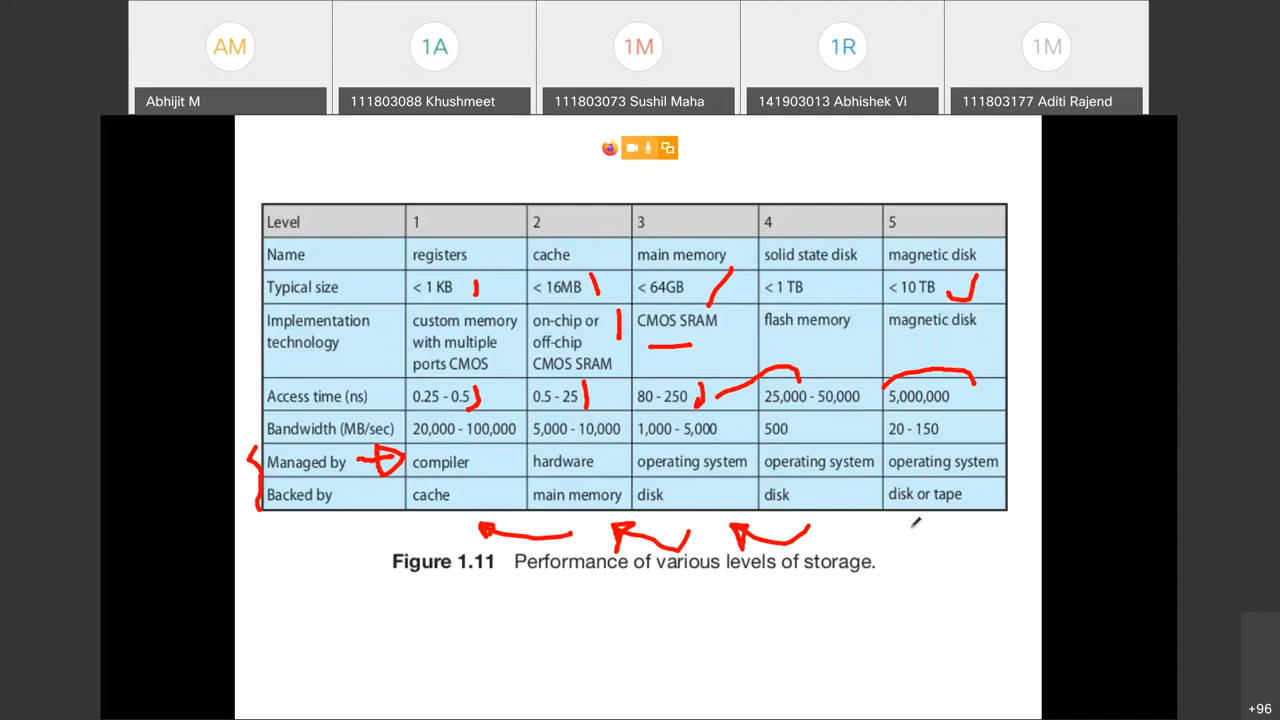 AM
1A
1M
1R
1M
Abhijit M
111803088 Khushmeet
111803073 Sushil Maha
141903013 Abhishek Vi
111803177 Aditi Rajend
Level 1 2 3 4 5
Name registers cache main memory solid state disk magnetic disk
Typical size < 1 KB < 16MB < 64GB < 1 TB < 10 TB
Implementation custom memory on-chip or CMOS SRAM flash memory magnetic disk
technology with multiple off-chip
ports CMOS CMOS SRAM
Access time (ns) 0.25 - 0.5 0.5 - 25 80 - 250 25,000 - 50,000 5,000,000
Bandwidth (MB/sec) 20,000 - 100,000 5,000 - 10,000 1,000 - 5,000 500 20 - 150
Managed by compiler hardware operating system operating system operating system
Backed by cache main memory disk disk disk or tape
Figure 1.11 Performance of various levels of storage.
+96